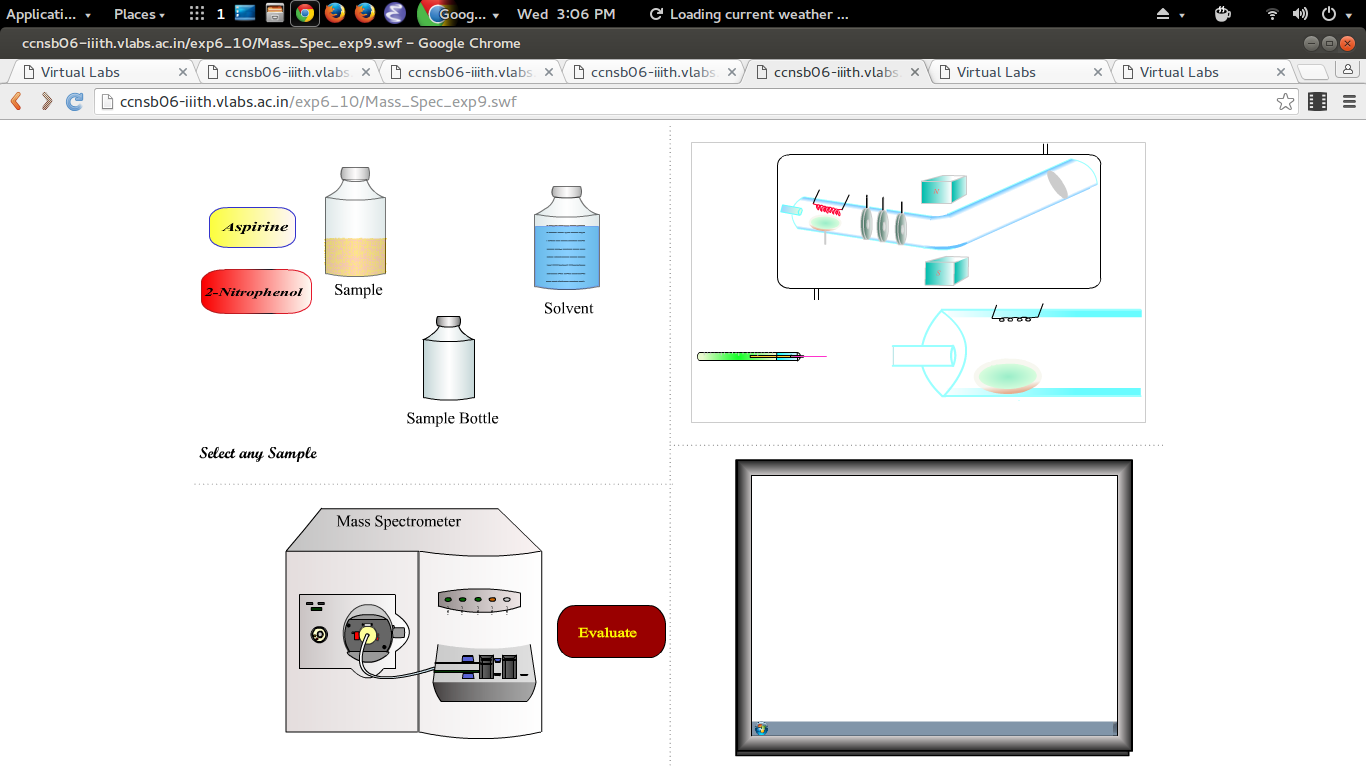 Applicati... Places 1 Goog... Wed 3:06 PM Loading current weather ...
ccnsb06-iiith.vlabs.ac.in/exp6_10/Mass_Spec_exp9.swf - Google Chrome
Virtual Labs ccnsb06-iiith.vlabs ccnsb06-iiith.vlabs ccnsb06-iiith.vlabs ccnsb06-iiith.vlabs Virtual Labs Virtual Labs
ccnsb06-iiith.vlabs.ac.in/exp6_10/Mass_Spec_exp9.swf
Aspirine
2-Nitrophenol
Sample
Solvent
Sample Bottle
Select any Sample
Mass Spectrometer
Evaluate